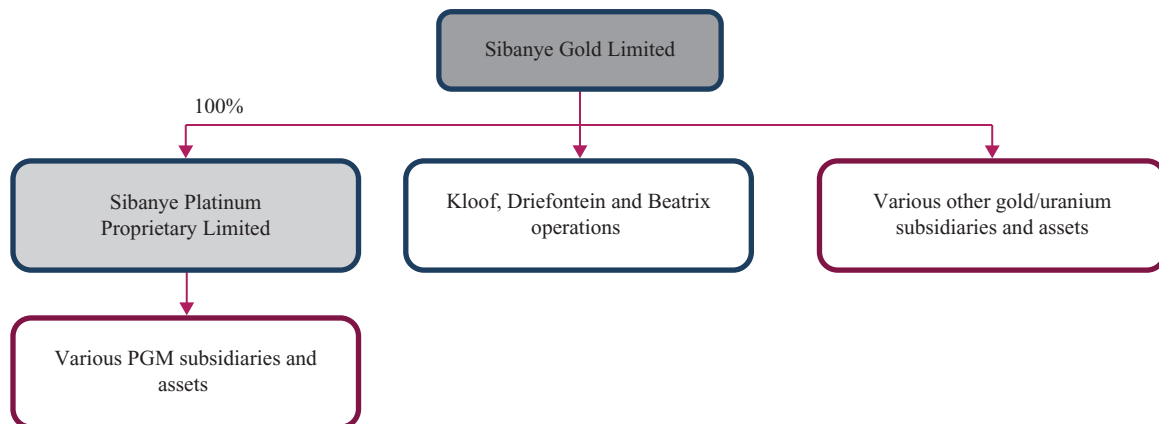 Sibanye Gold Limited
100%
Sibanye Platinum
Proprietary Limited
Kloof, Driefontein and Beatrix
operations
Various other gold/uranium
subsidiaries and assets
Various PGM subsidiaries and
assets